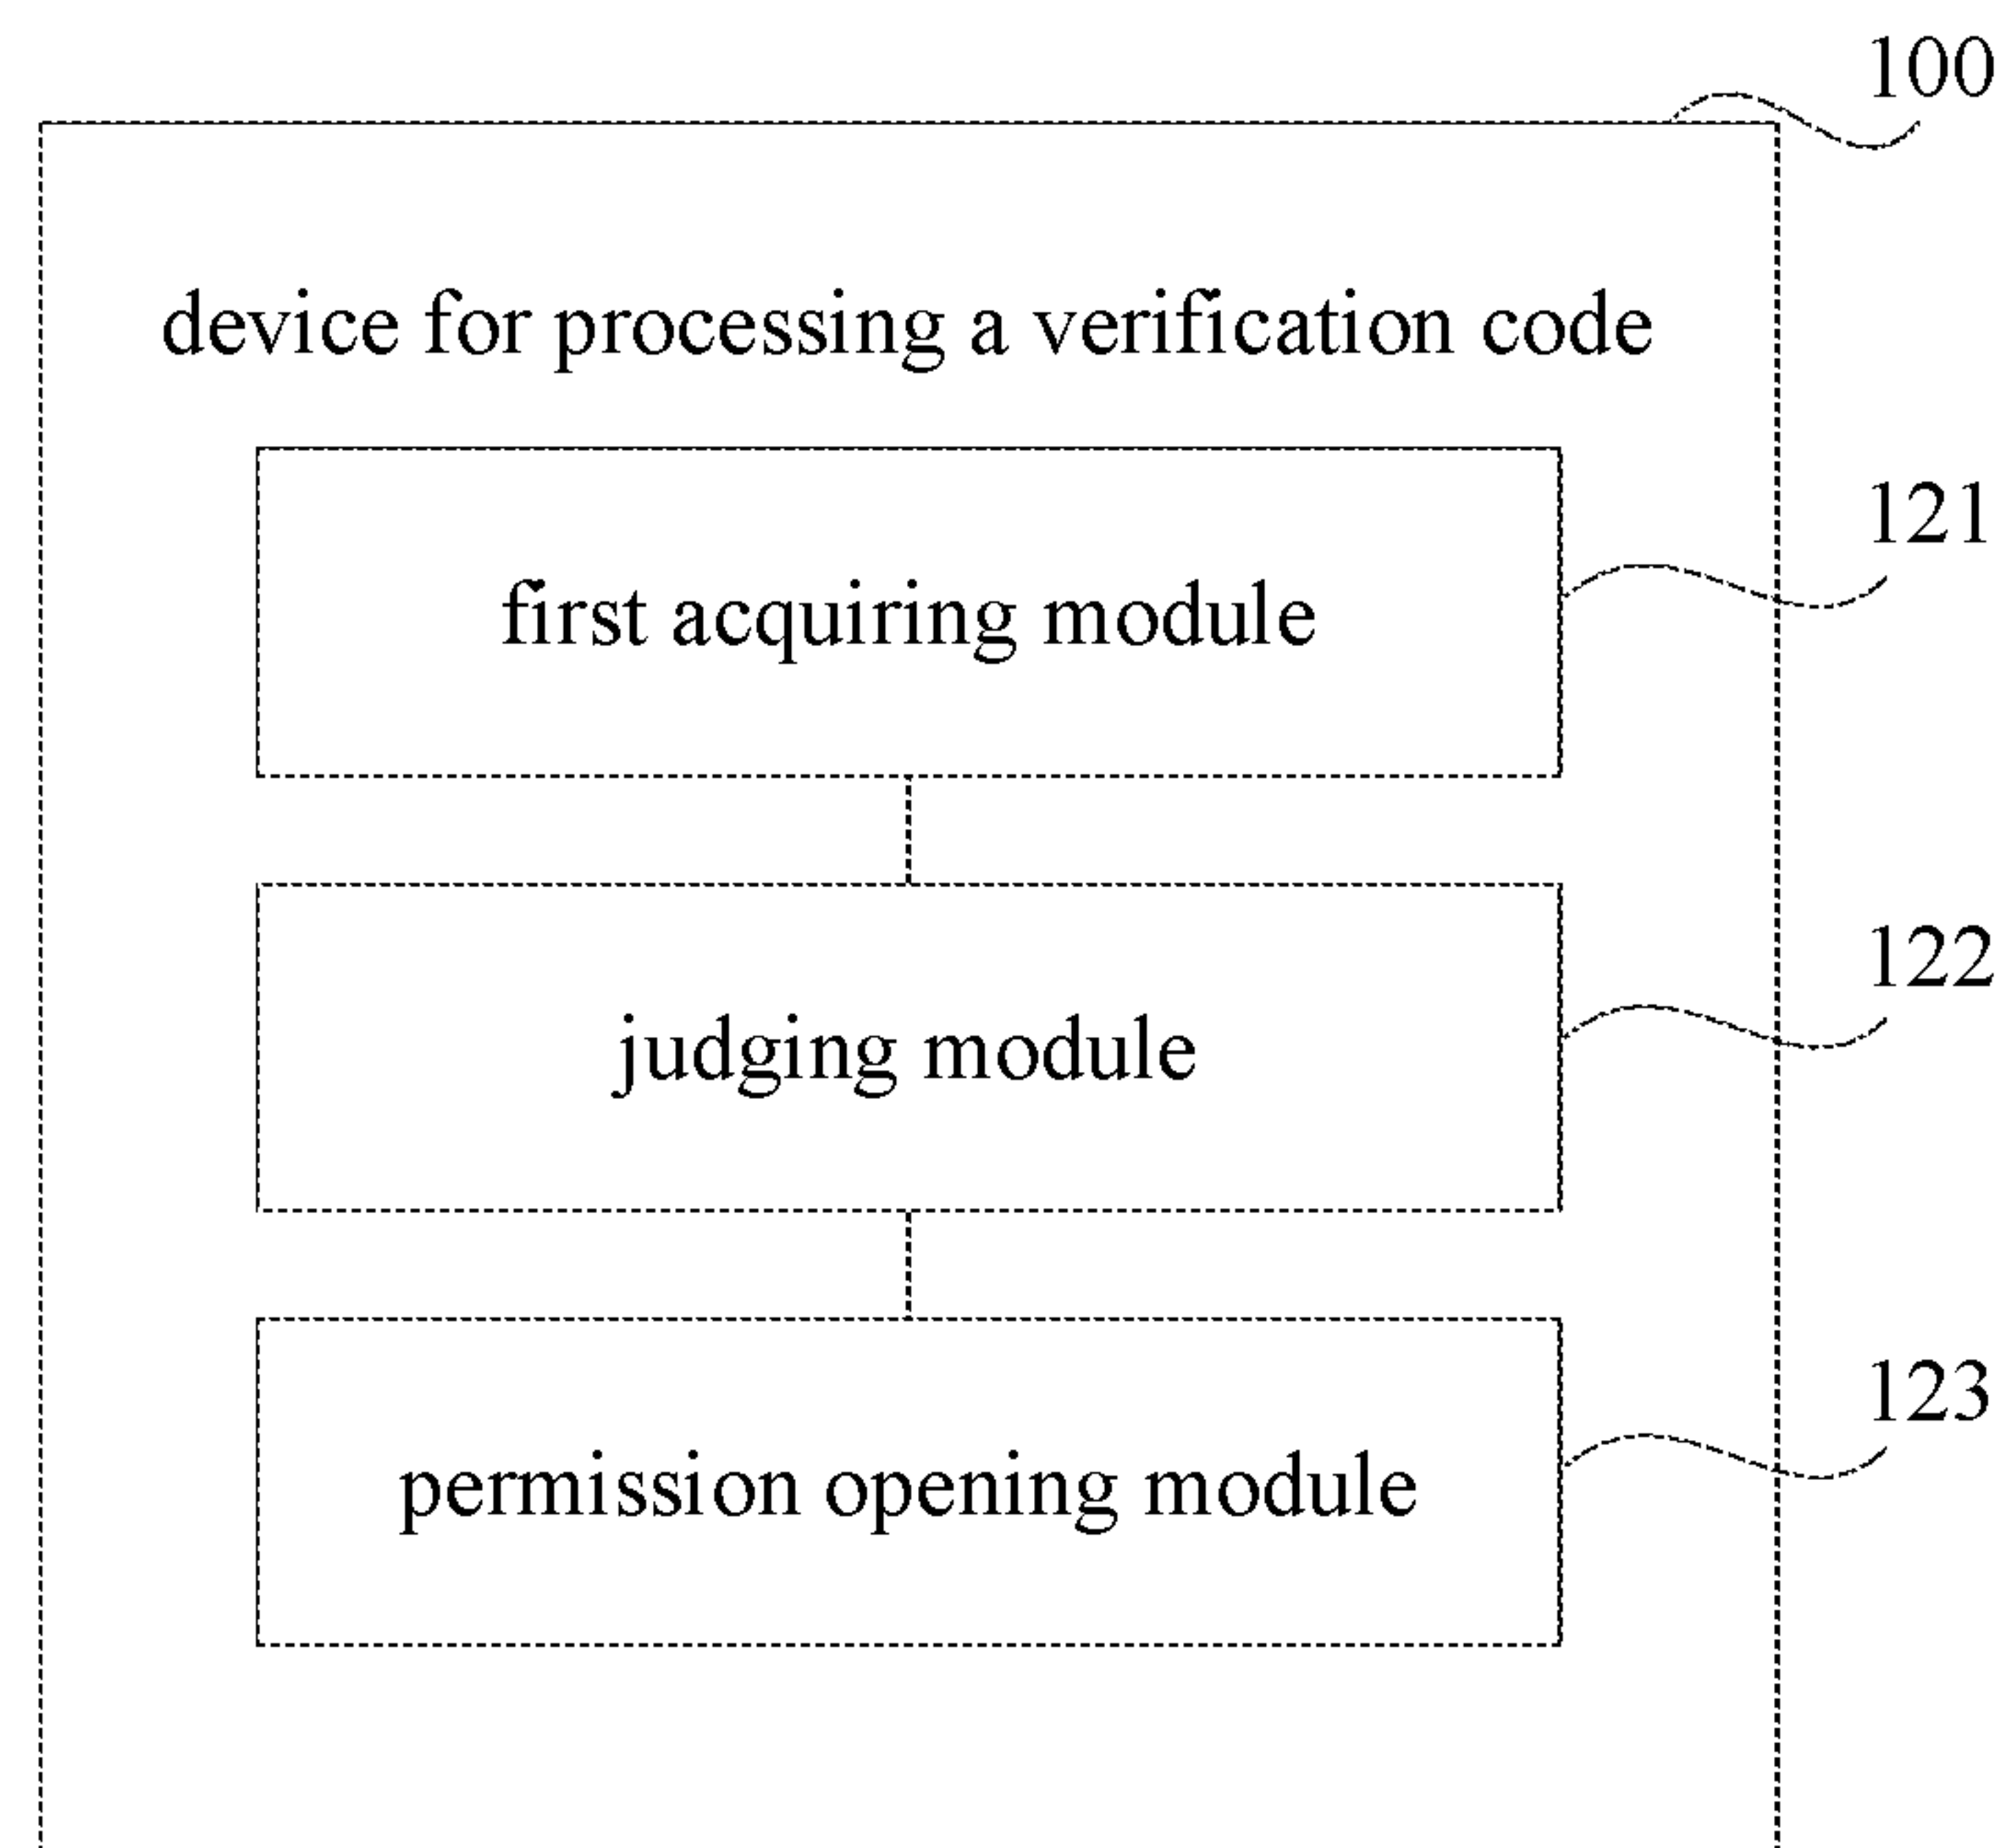 100
device for processing a verification code
121
first acquiring module
122
judging module
123
permission opening module